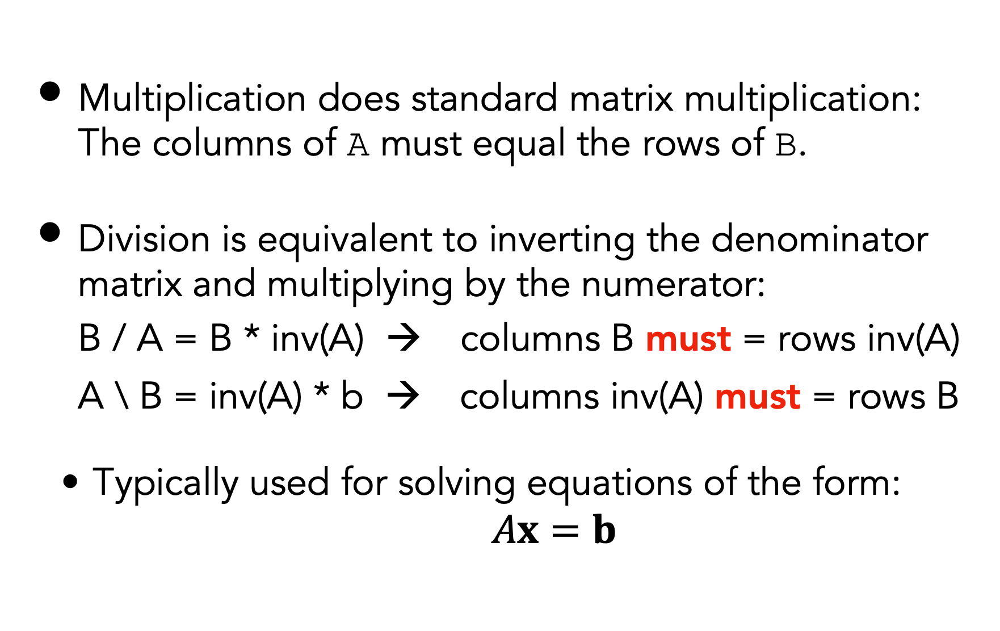 • Multiplication does standard matrix multiplication:
The columns of A must equal the rows of B.
• Division is equivalent to inverting the denominator
matrix and multiplying by the numerator:
B / A = B * inv(A) → columns B must = rows inv(A)
A \ B = inv(A) * b → columns inv(A) must = rows B
• Typically used for solving equations of the form:
Ax = b